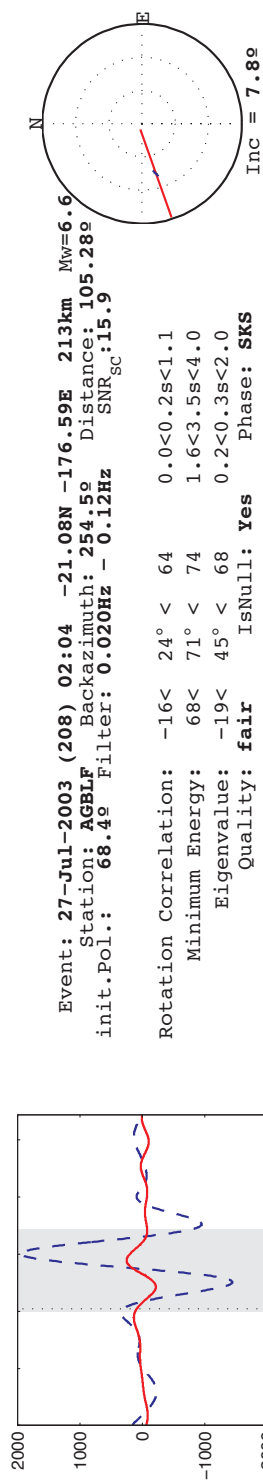 Event: 27-Jul-2003 (208) 02:04 -21.08N -176.59E 213km Mw=6.6
Station: AGBLF Backazimuth: 254.5º Distance: 105.28º
init.Pol.: 68.4º Filter: 0.020Hz - 0.12Hz SNRSC:15.9
Rotation Correlation: -16< 24° < 64 0.0<0.2s<1.1
Minimum Energy: 68< 71° < 74 1.6<3.5s<4.0
Eigenvalue: -19< 45° < 68 0.2<0.3s<2.0
Quality: fair IsNull: Yes Phase: SKS
N
E
Inc = 7.8º
2000
1000
0
-1000